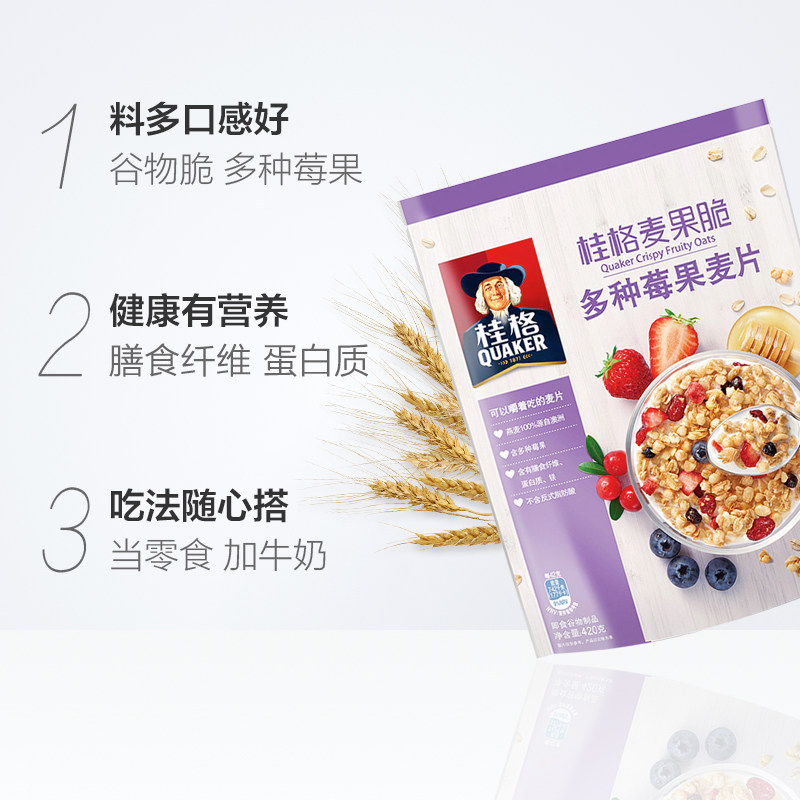 1
料多口感好
谷物脆 多种莓果
2
健康有营养
膳食纤维 蛋白质
3
吃法随心搭
当零食 加牛奶
桂格麦果脆
Quaker Crispy Fruity Oats
多种莓果麦片
桂格
QUAKER
1877
可以嚼着吃的麦片
燕麦100%源自澳洲
含多种莓果
含有膳食纤维、
蛋白质、镁
不含反式脂肪酸
即食谷物制品
净含量:420克